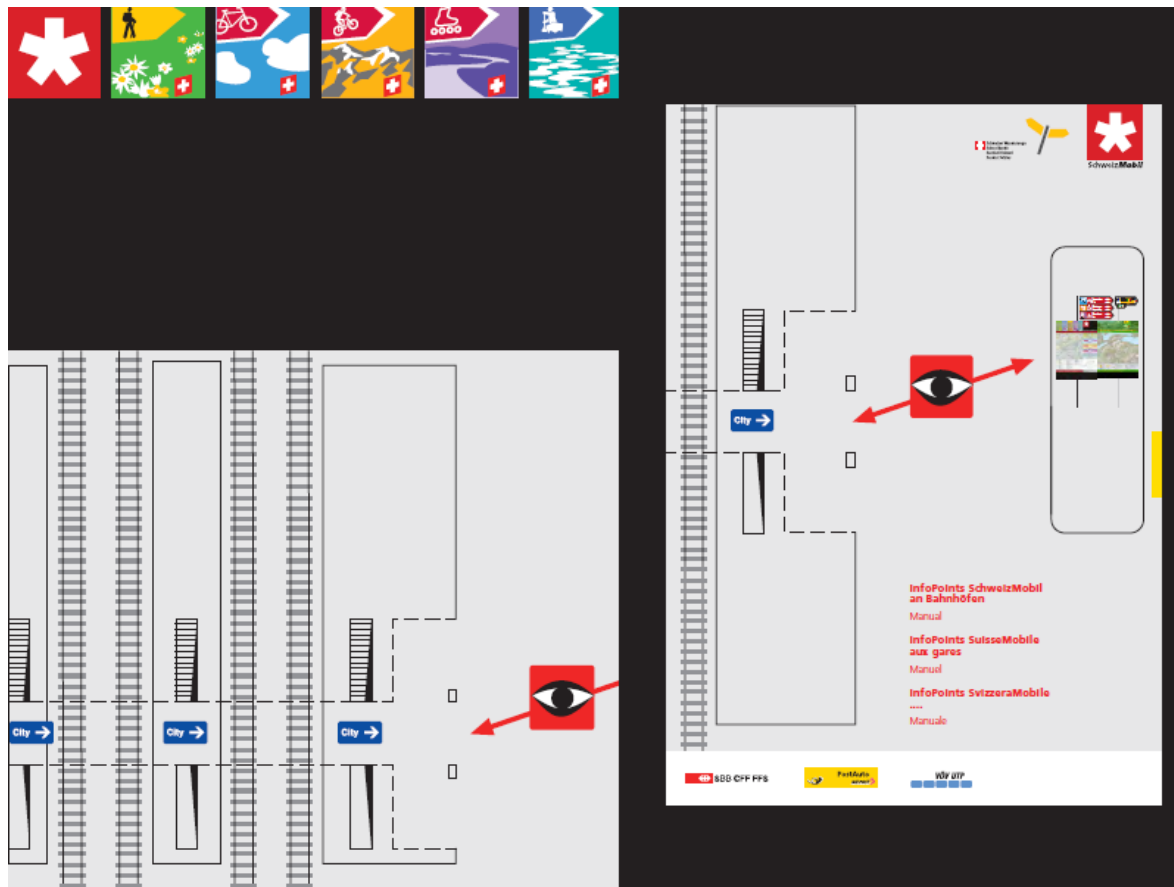 SchweizMobil
City →
InfoPoints SchweizMobil
an Bahnhöfen
Manual
InfoPoints SuisseMobile
aux gares
Manuel
InfoPoints SvizzeraMobile
....
Manuale
City →
City →
City →
SBB CFF FFS
PostAuto
VÖV UTP